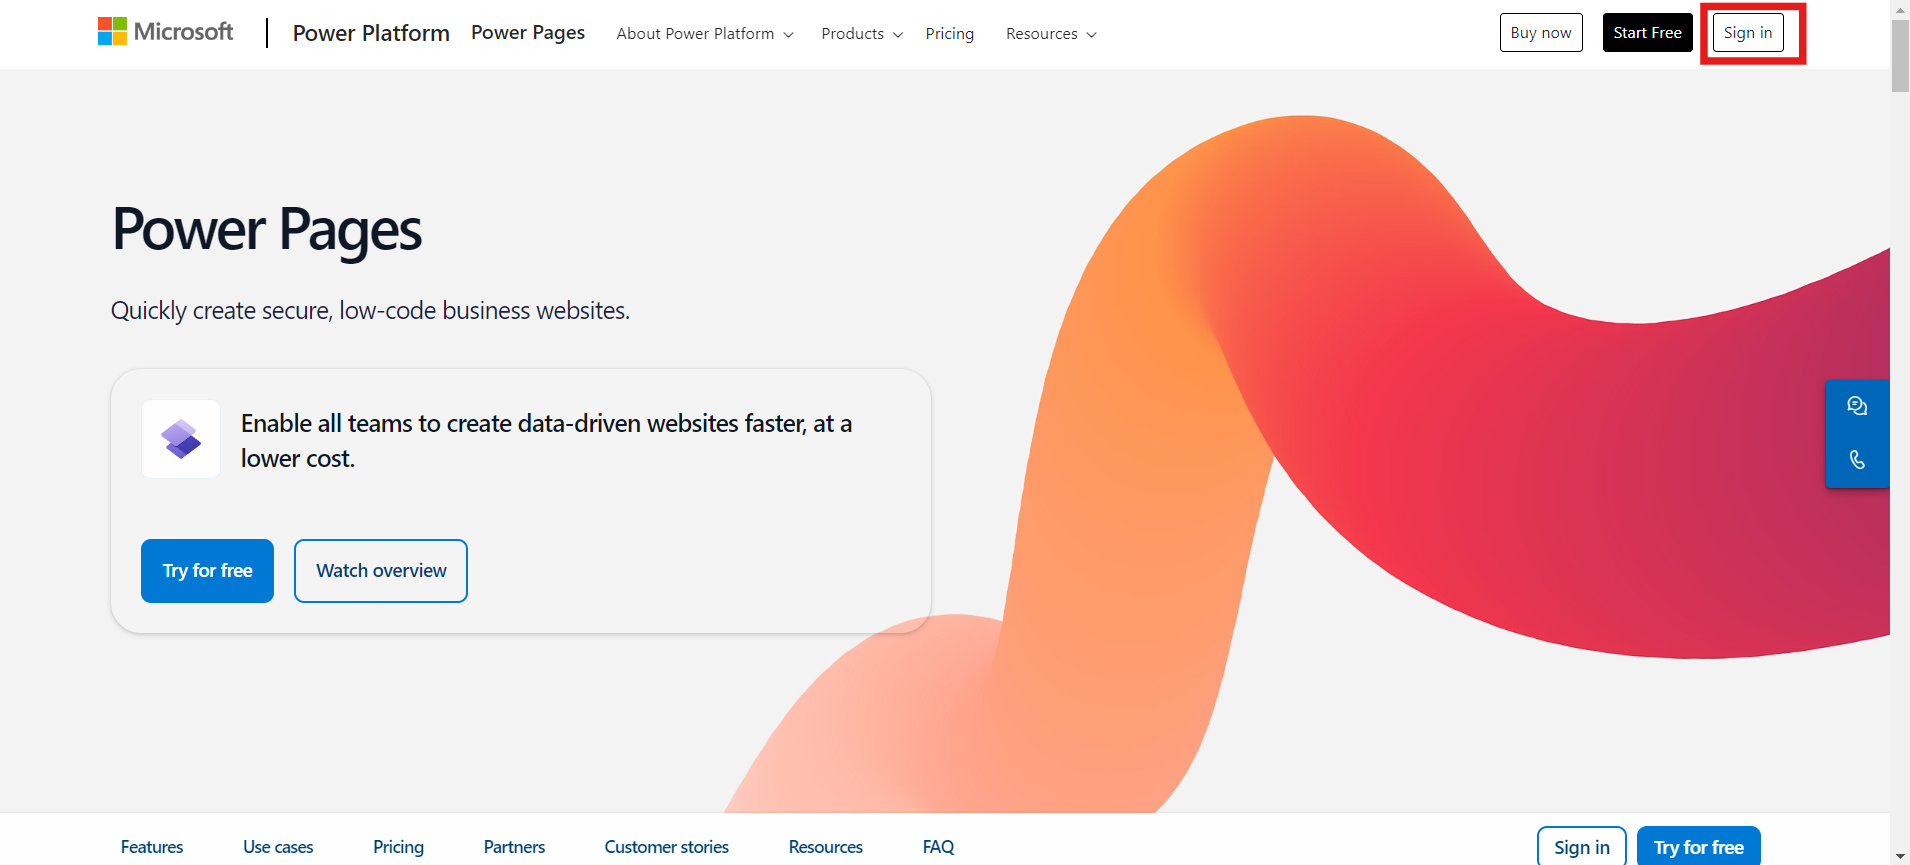 Microsoft
Power Platform
Power Pages
About Power Platform
Products
Pricing
Resources
Buy now
Start Free
Sign in
Power Pages
Quickly create secure, low-code business websites.
Enable all teams to create data-driven websites faster, at a
lower cost.
Try for free
Watch overview
Features
Use cases
Pricing
Partners
Customer stories
Resources
FAQ
Sign in
Try for free